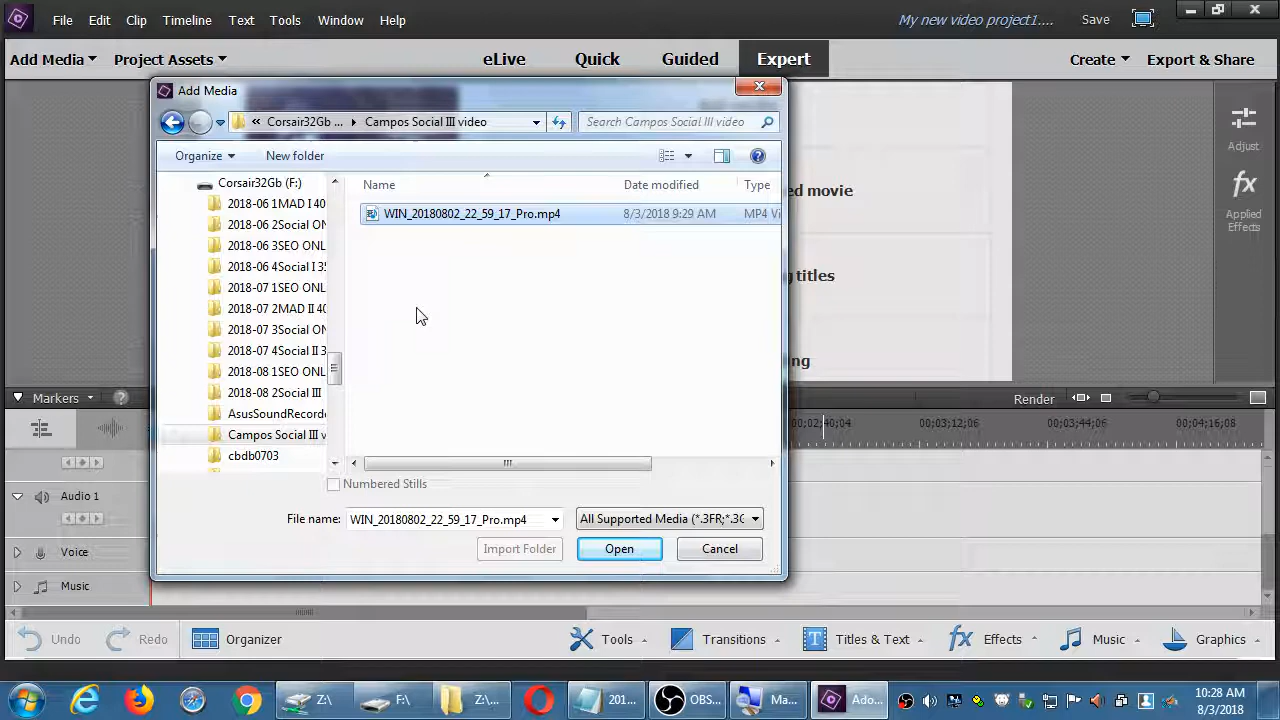 File Edit Clip Timeline Text Tools Window Help My new video project1.... Save
Add Media Project Assets eLive Quick Guided Expert Create Export & Share
Add Media
« Corsair32Gb ... Campos Social III video Search Campos Social III video
Organize New folder
Corsair32Gb (F:) Name Date modified Type
2018-06 1MAD I 40
WIN_20180802_22_59_17_Pro.mp4 8/3/2018 9:29 AM MP4 Vi
2018-06 2Social ON
2018-06 3SEO ONL
2018-06 4Social I 35
2018-07 1SEO ONL
2018-07 2MAD II 40
2018-07 3Social ON
2018-07 4Social II 3
2018-08 1SEO ONL
2018-08 2Social III
AsusSoundRecorde
Campos Social III v
cbdb0703
Numbered Stills
File name: WIN_20180802_22_59_17_Pro.mp4 All Supported Media (*.3FR;*.3G
Import Folder Open Cancel
ed movie
g titles
ng
Adjust
fx
Applied
Effects
Markers ? Render
00;02;40;04 00;03;12;06 00;03;44;06 00;04;16;08
Audio 1
Voice
Music
Undo Redo Organizer Tools Transitions T Titles & Text fx Effects Music Graphics
Z:\ F:\ Z:\... 201... OBS... Ma... Ado... 10:28 AM
8/3/2018